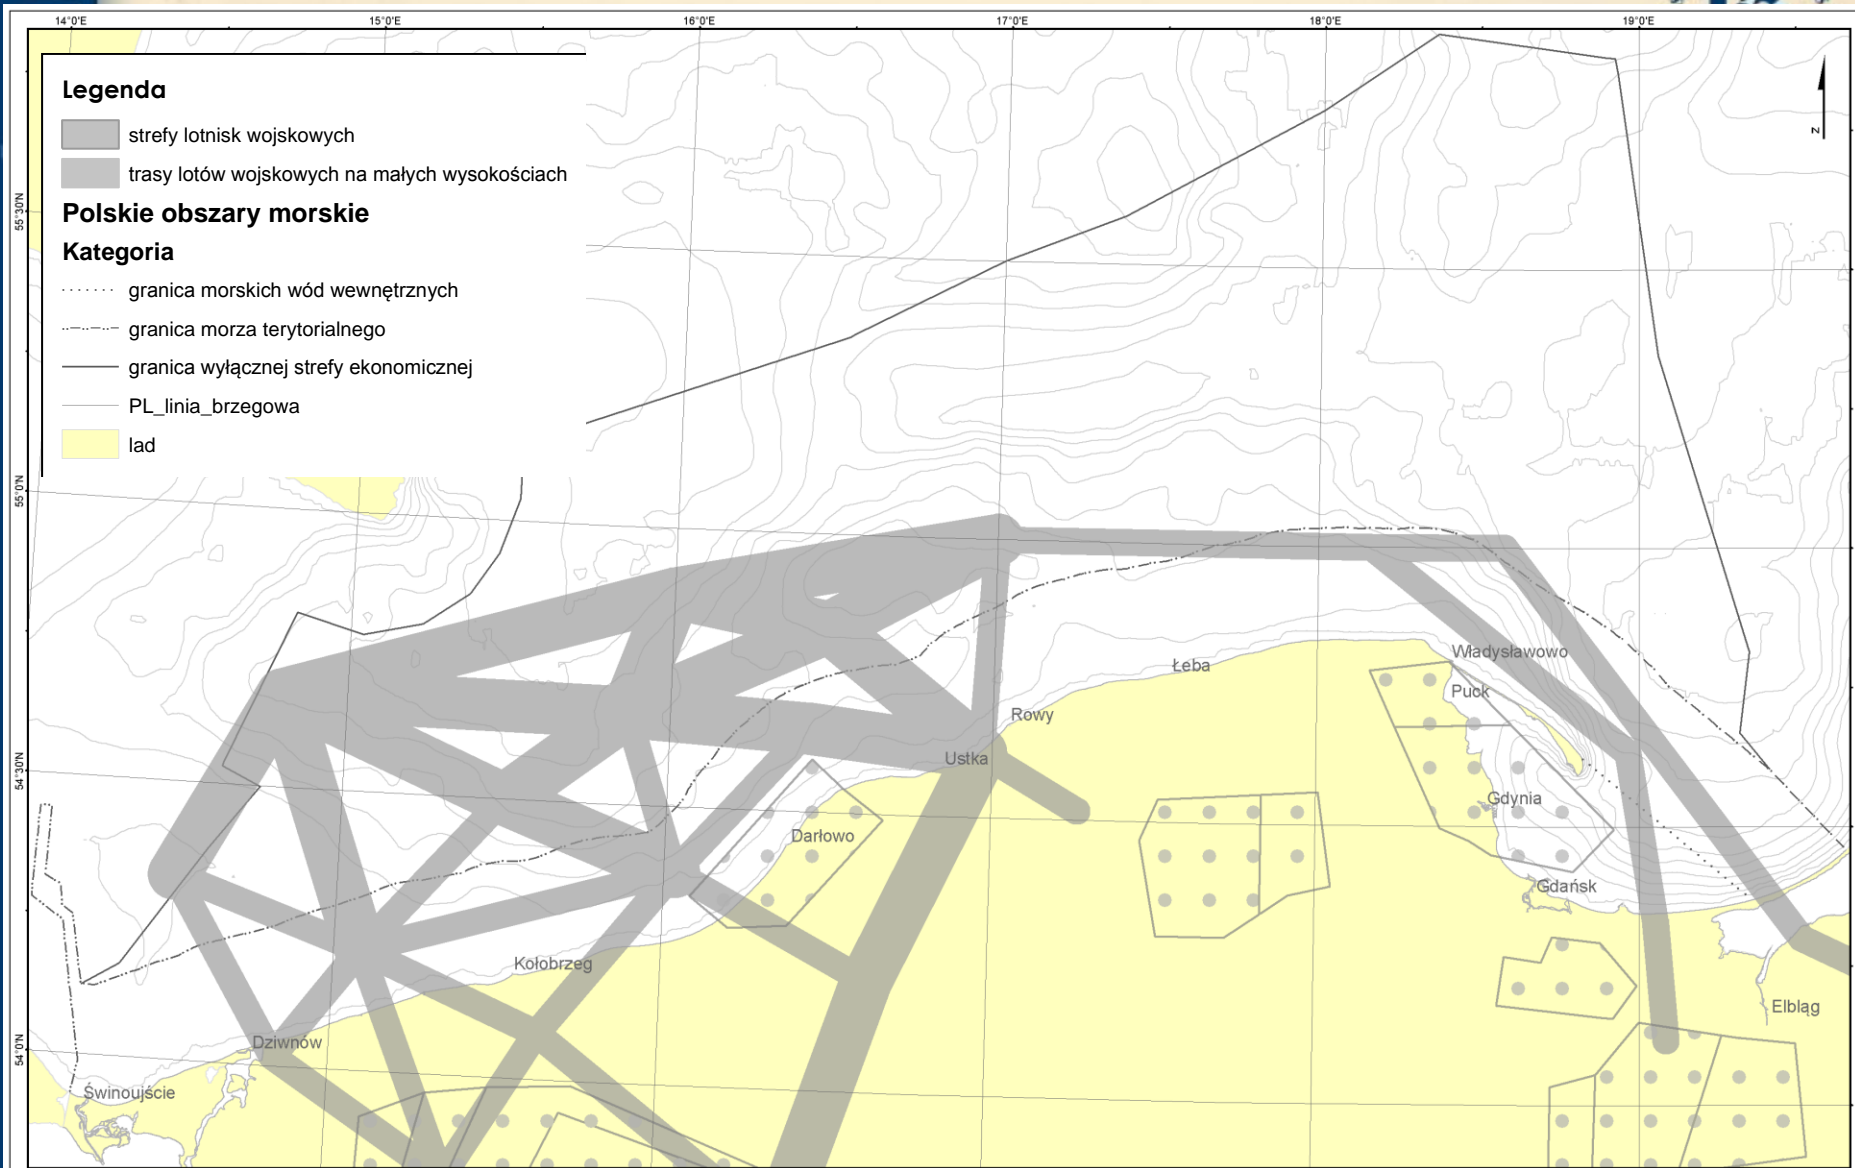 14°0'E 15°0'E 16°0'E 17°0'E 18°0'E 19°0'E
Legenda
strefy lotnisk wojskowych
trasy lotów wojskowych na małych wysokościach
Polskie obszary morskie
Kategoria
granica morskich wód wewnętrznych
granica morza terytorialnego
granica wyłącznej strefy ekonomicznej
PL_linia_brzegowa
lad
N
55°30'N
55°0'N
54°30'N
54°0'N
Władysławowo
Łeba
Puck
Rowy
Ustka
Gdynia
Darłowo
Gdańsk
Kołobrzeg
Elbląg
Dziwnów
Świnoujście